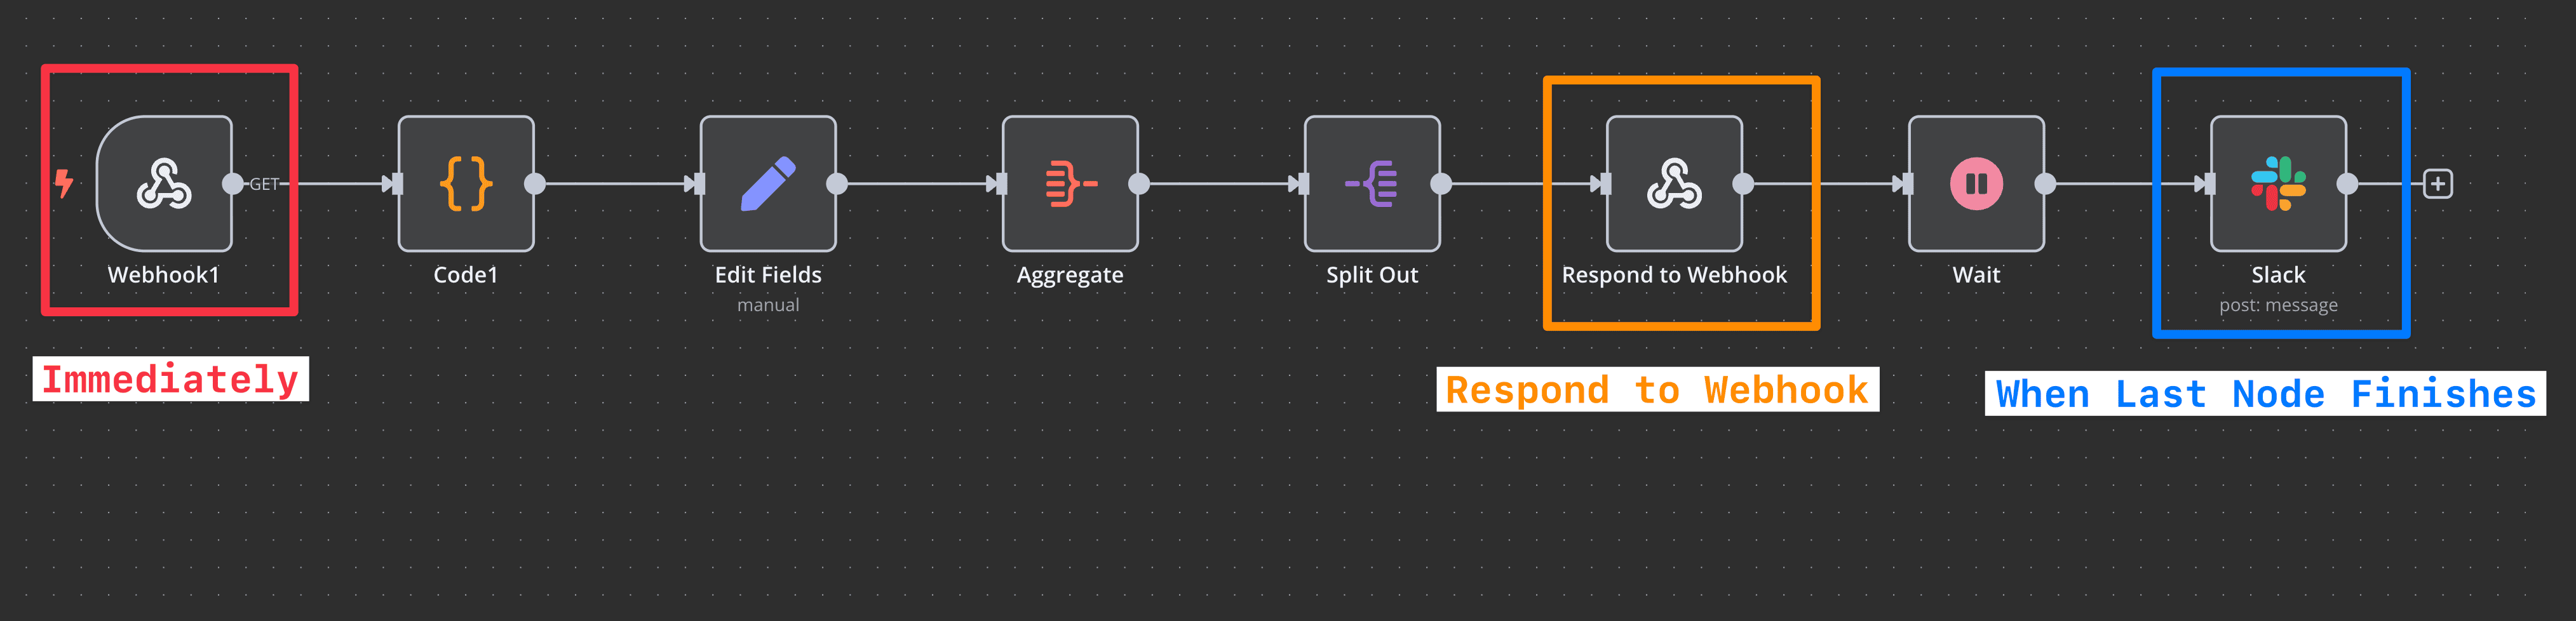 GET
Webhook1
Code1
Edit Fields
manual
Aggregate
Split Out
Respond to Webhook
Wait
Slack
post: message
Immediately
Respond to Webhook
When Last Node Finishes